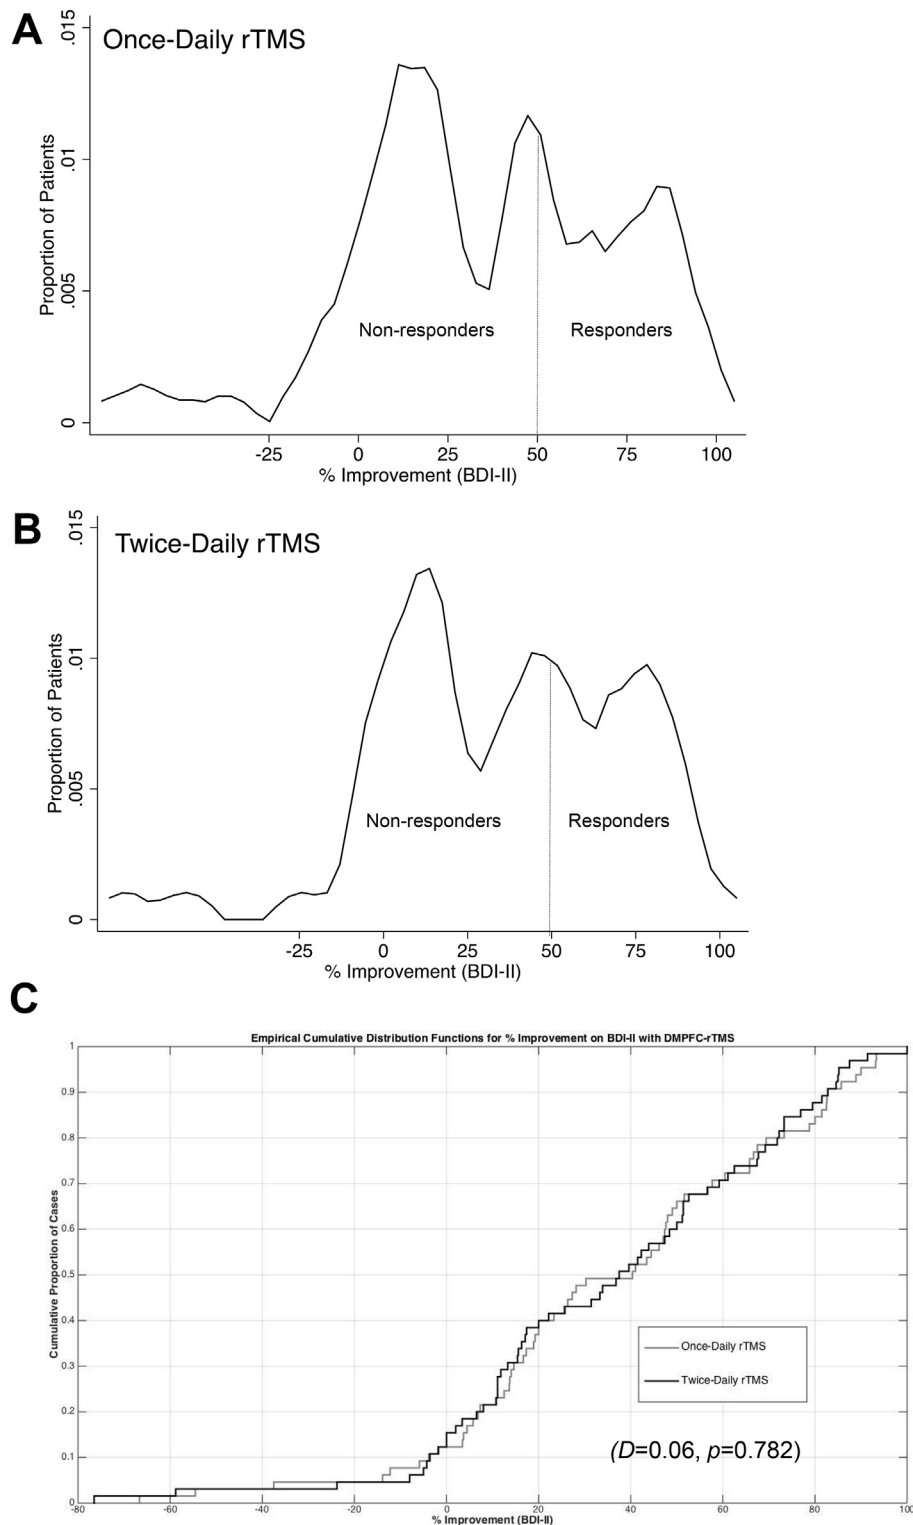 A
Once-Daily rTMS
.015
.01
.005
0
Proportion of Patients
Non-responders
Responders
-25 0 25 50 75 100
% Improvement (BDI-II)
B
Twice-Daily rTMS
.015
.01
.005
0
Proportion of Patients
Non-responders
Responders
-25 0 25 50 75 100
% Improvement (BDI-II)
C
Empirical Cumulative Distribution Functions for % Improvement on BDI-II with DMPFC-rTMS
1
0.9
0.8
0.7
0.6
0.5
0.4
0.3
0.2
0.1
0
Cumulative Proportion of Cases
Once-Daily rTMS
Twice-Daily rTMS
(D=0.06, p=0.782)
-80 -60 -40 -20 0 20 40 60 80 100
% Improvement (BDI-II)